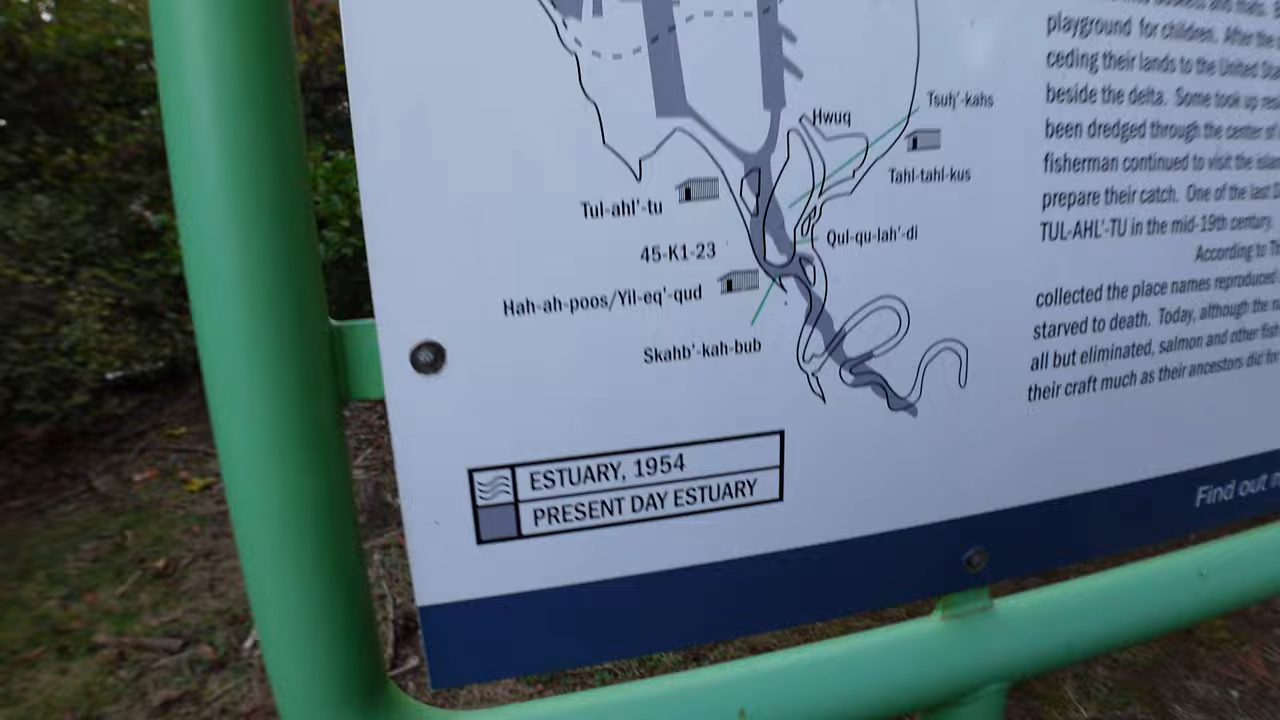 Hwuq
Tsuh'-kahs
Tahl-tahl-kus
Tul-ahl'-tu
Qul-qu-lah'-di
45-K1-23
Hah-ah-poos/Yil-eq'-qud
Skahb'-kah-bub
ESTUARY, 1954
PRESENT DAY ESTUARY
and mats.
playground for children. After the
ceding their lands to the United
beside the delta. Some took up
been dredged through the center of
fisherman continued to visit the
prepare their catch. One of the last
TUL-AHL'-TU in the mid-19th century.
According to
collected the place names reproduced
starved to death. Today, although the
all but eliminated, salmon and other
their craft much as their ancestors did
Find out